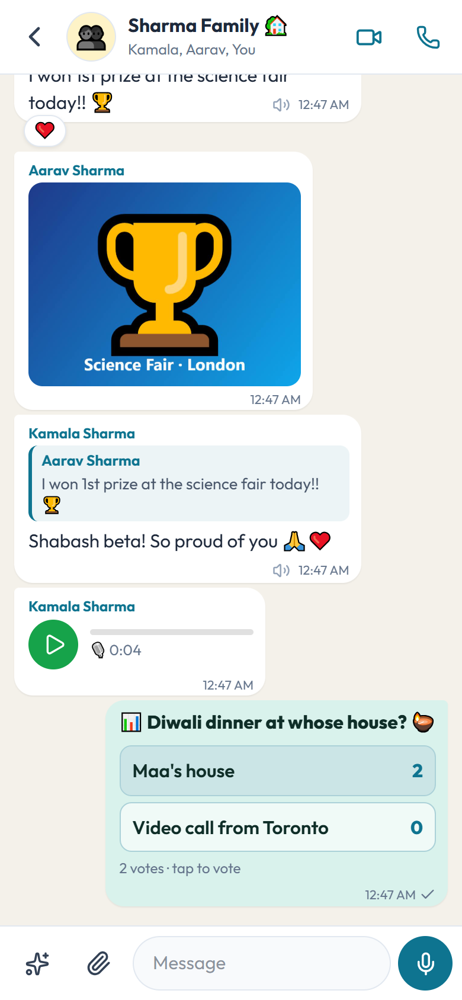 Sharma Family 🏡
Kamala, Aarav, You
I won 1st prize at the science fair
today!! 🏆
12:47 AM
❤️
Aarav Sharma
Science Fair · London
12:47 AM
Kamala Sharma
Aarav Sharma
I won 1st prize at the science fair today!!
🏆
Shabash beta! So proud of you 🙏❤️
12:47 AM
Kamala Sharma
🎙️ 0:04
12:47 AM
📊 Diwali dinner at whose house? 🪔
Maa's house 2
Video call from Toronto 0
2 votes · tap to vote
12:47 AM ✓
Message